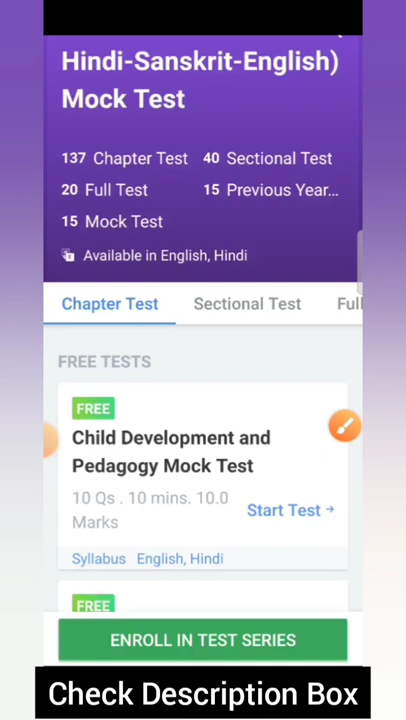 Hindi-Sanskrit-English)
Mock Test
137 Chapter Test 40 Sectional Test
20 Full Test 15 Previous Year...
15 Mock Test
Available in English, Hindi
Chapter Test Sectional Test Full
FREE TESTS
FREE
Child Development and
Pedagogy Mock Test
10 Qs . 10 mins. 10.0
Marks
Start Test →
Syllabus English, Hindi
FREE
ENROLL IN TEST SERIES
Check Description Box